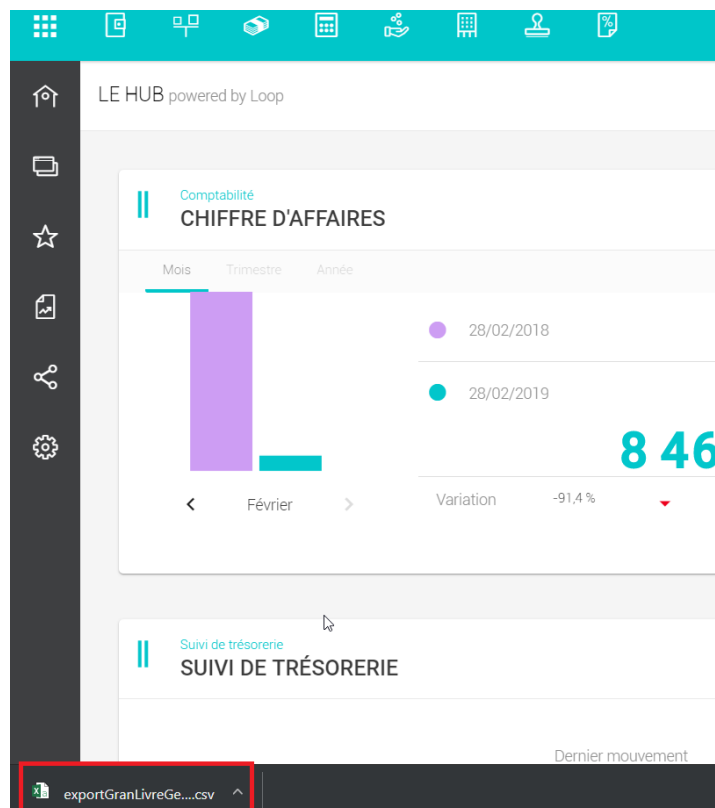 LE HUB powered by Loop
Comptabilité
CHIFFRE D'AFFAIRES
Mois Trimestre Année
28/02/2018
28/02/2019
8 46
Février
Variation -91,4 %
Suivi de trésorerie
SUIVI DE TRÉSORERIE
Dernier mouvement
exportGranLivreGe....csv